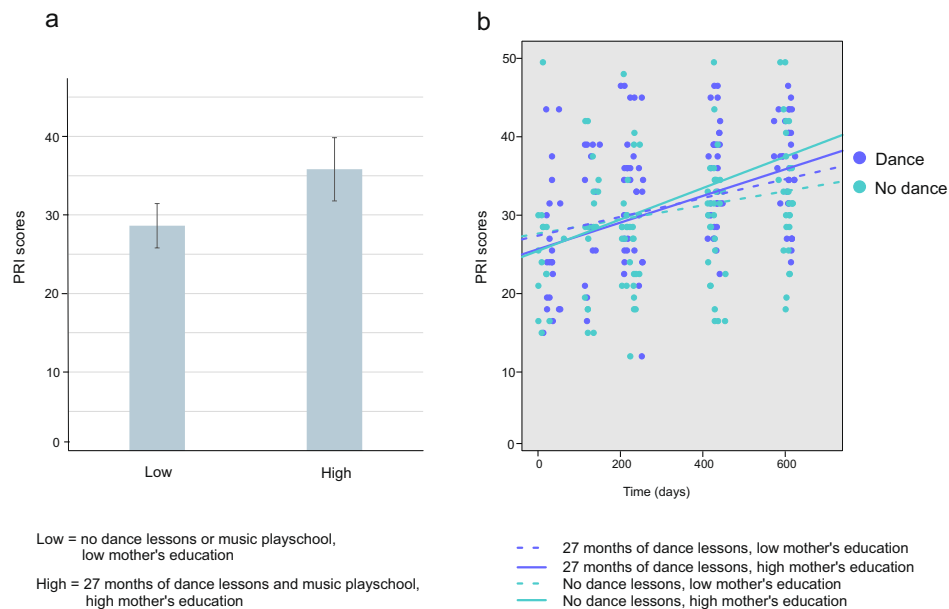 a
PRI scores
40
30
20
10
0
Low
High
Low = no dance lessons or music playschool,
low mother's education
High = 27 months of dance lessons and music playschool,
high mother's education
b
PRI scores
50
40
30
20
10
0
0
200
400
600
Time (days)
Dance
No dance
27 months of dance lessons, low mother's education
27 months of dance lessons, high mother's education
No dance lessons, low mother's education
No dance lessons, high mother's education